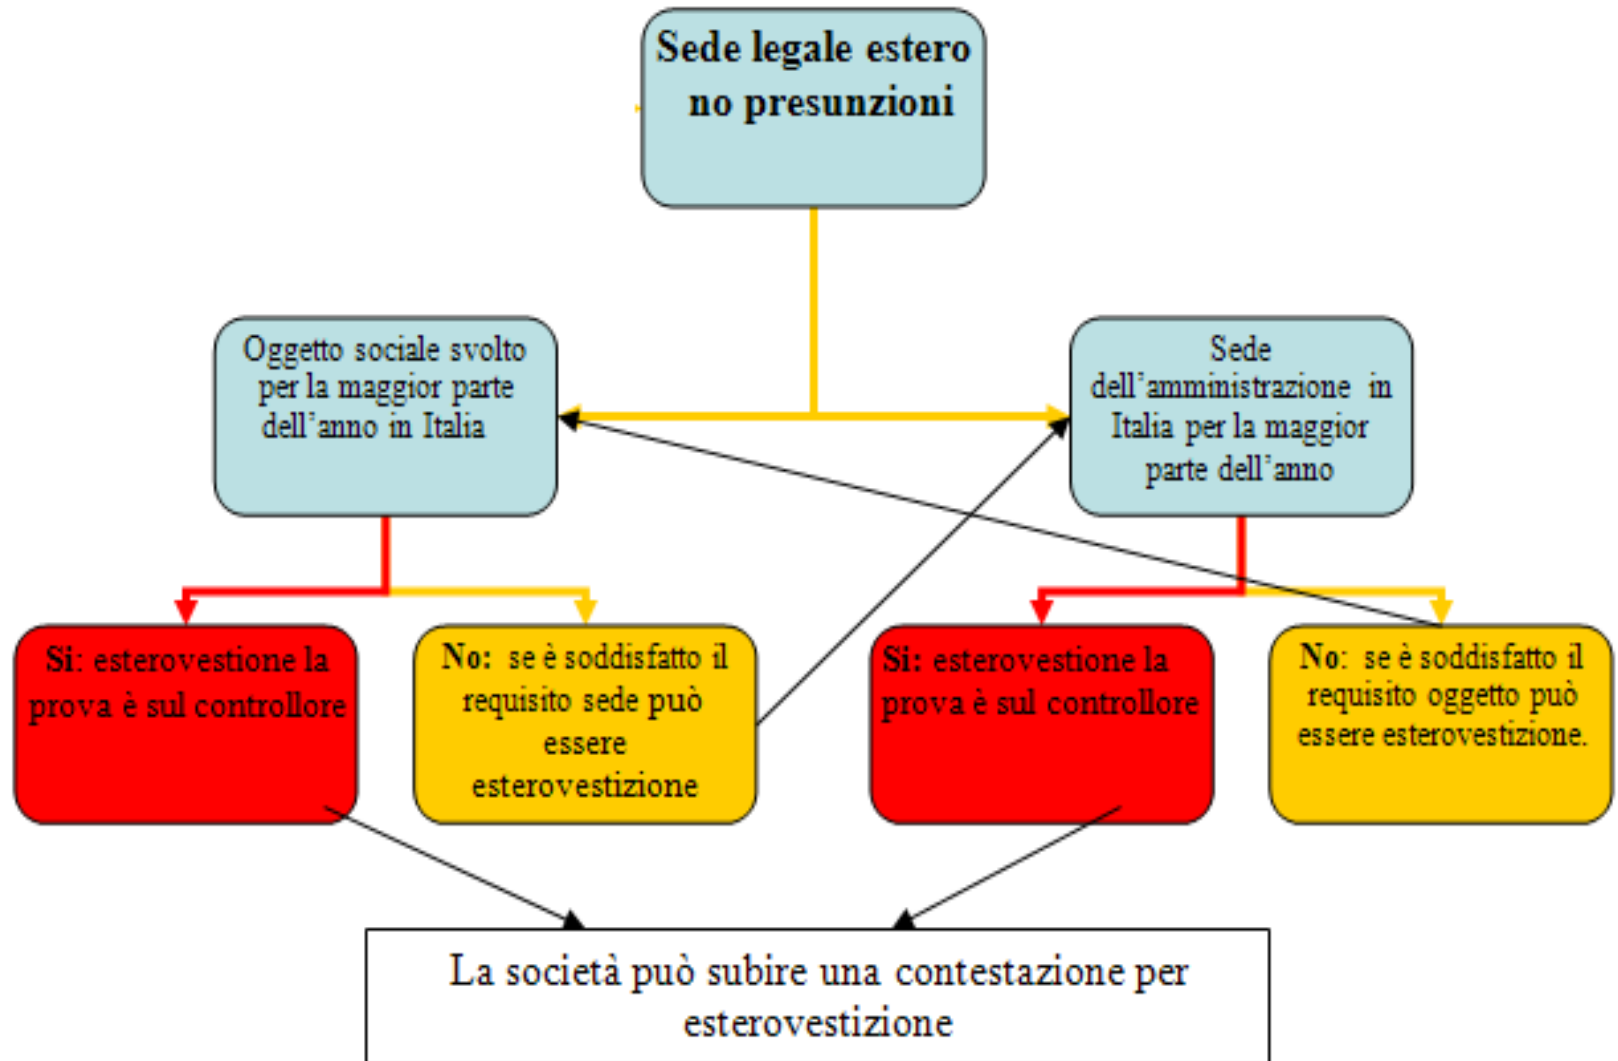 Sede legale estero
no presunzioni
Oggetto sociale svolto
per la maggior parte
dell'anno in Italia
Sede
dell'amministrazione in
Italia per la maggior
parte dell'anno
Si: esterovestione la
prova è sul controllore
No: se è soddisfatto il
requisito sede può
essere
esterovestizione
Si: esterovestione la
prova è sul controllore
No: se è soddisfatto il
requisito oggetto può
essere esterovestizione.
La società può subire una contestazione per
esterovestizione